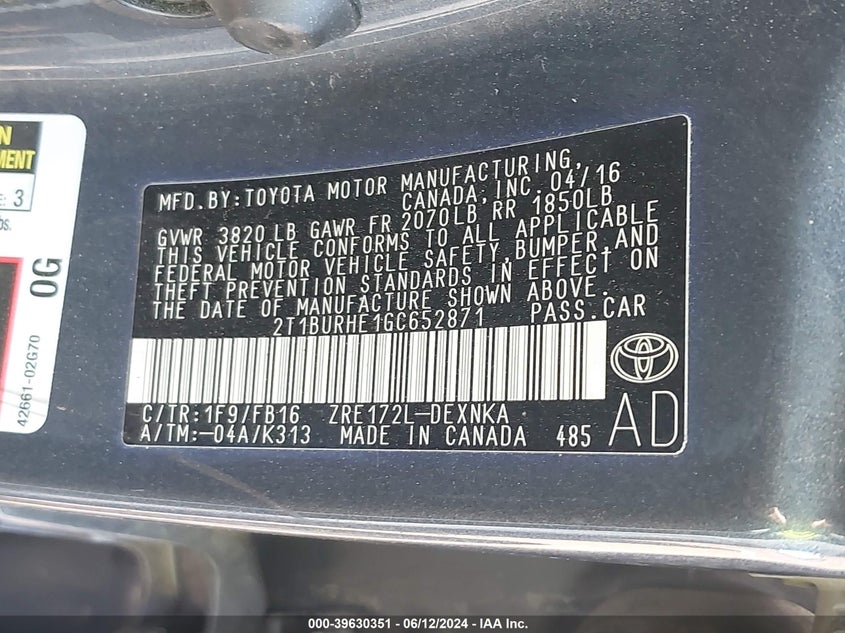 MFD.BY:TOYOTA MOTOR MANUFACTURING,
CANADA,INC. 04/16
GVWR 3820 LB GAWR FR 2070LB RR 1850LB
THIS VEHICLE CONFORMS TO ALL APPLICABLE
FEDERAL MOTOR VEHICLE SAFETY,BUMPER,AND
THEFT PREVENTION STANDARDS IN EFFECT ON
THE DATE OF MANUFACTURE SHOWN ABOVE.
2T1BURHE1GC652871 PASS.CAR
C/TR:1F9/FB16 ZRE172L-DEXNKA
A/TM:-04A/K313 MADE IN CANADA 485
AD
3
0G
42661-02G70
000-39630351 - 06/12/2024 - IAA Inc.